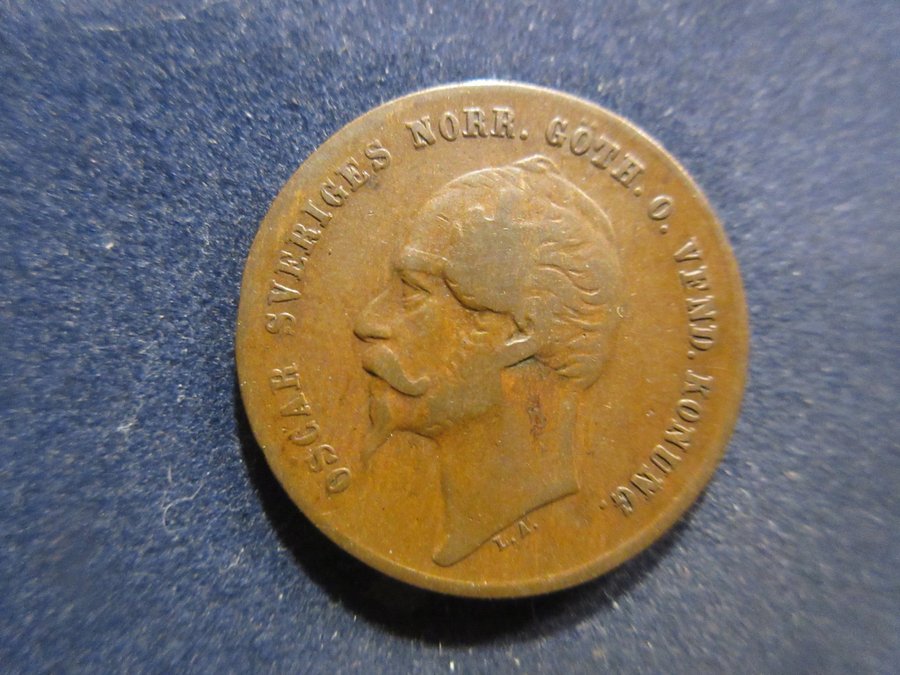 OSCAR SVERIGES NORR. GÖTH. O. VEND. KONUNG.
L. A.